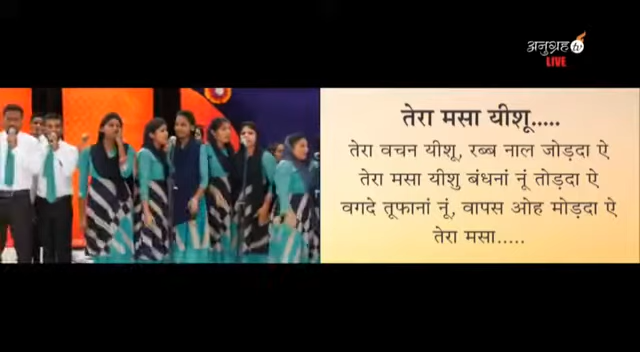 अनुग्रह tv
LIVE
तेरा मसा यीशू.....
तेरा वचन यीशू, रब्ब नाल जोड़दा ऐ
तेरा मसा यीशु बंधनां नूं तोड़दा ऐ
वगदे तूफानां नूं, वापस ओह मोड़दा ऐ
तेरा मसा.....